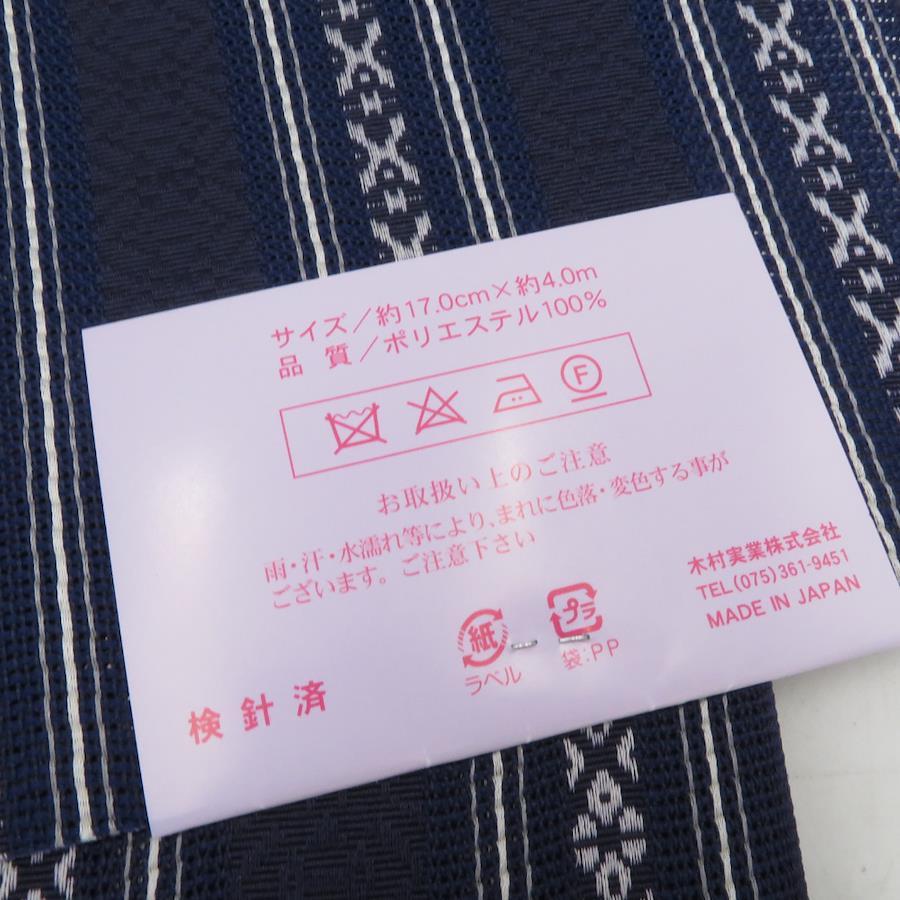 サイズ／約17.0cm×約4.0m
品　質／ポリエステル100%
F
お取扱い上のご注意
雨・汗・水濡れ等により、まれに色落・変色する事が
ございます。ご注意下さい
木村実業株式会社
TEL(075)361-9451
MADE IN JAPAN
紙
ラベル
プラ
袋:PP
検針済